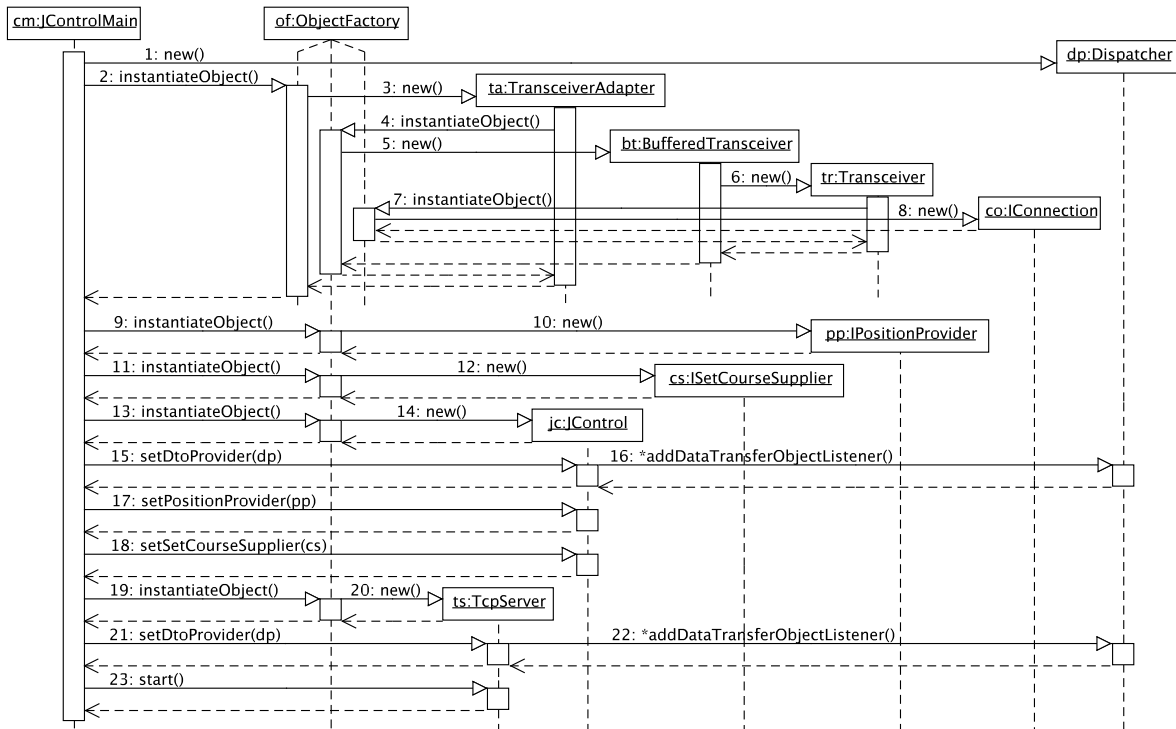 cm:JControlMain
of:ObjectFactory
1: new()
dp:Dispatcher
2: instantiateObject()
3: new()
ta:TransceiverAdapter
4: instantiateObject()
5: new()
bt:BufferedTransceiver
6: new()
tr:Transceiver
7: instantiateObject()
8: new()
co:IConnection
9: instantiateObject()
10: new()
pp:IPositionProvider
11: instantiateObject()
12: new()
cs:ISetCourseSupplier
13: instantiateObject()
14: new()
jc:JControl
15: setDtoProvider(dp)
16: *addDataTransferObjectListener()
17: setPositionProvider(pp)
18: setSetCourseSupplier(cs)
19: instantiateObject()
20: new()
ts:TcpServer
21: setDtoProvider(dp)
22: *addDataTransferObjectListener()
23: start()